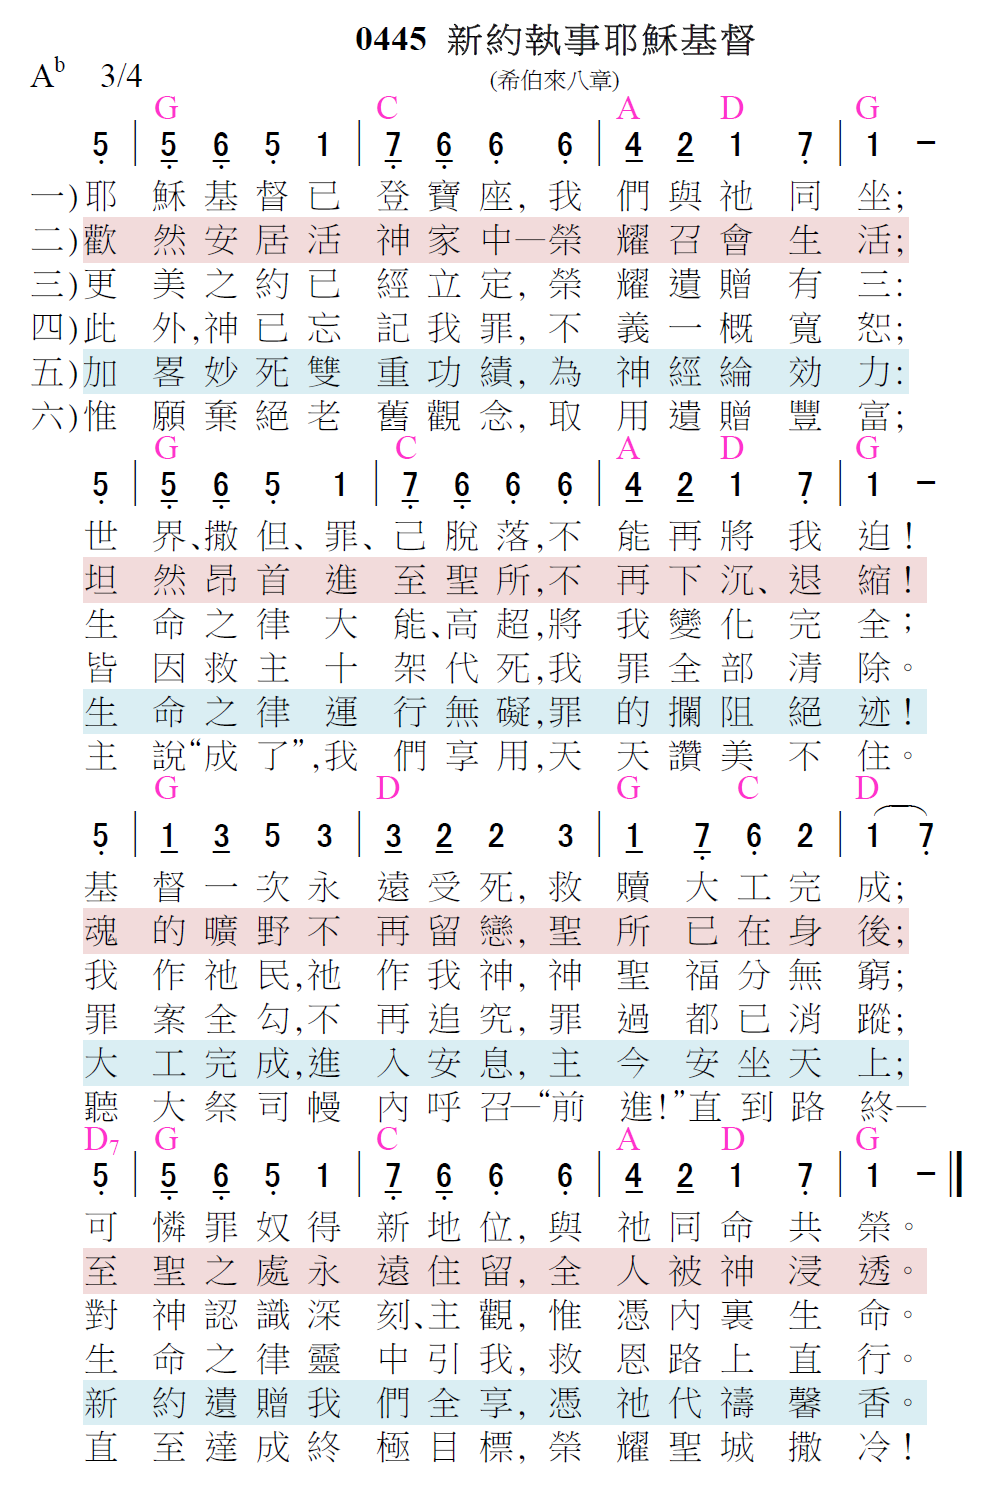 0445 新約執事耶穌基督
A♭ 3/4 (希伯來八章)
G C A D G
5̣ | 5̣ 6̣ 5̣ 1 | 7̣ 6̣ 6̣ 6̣ | 4 2 1 7̣ | 1 –
一)耶穌基督已登寶座,我們與祂同坐;
二)歡然安居活神家中—榮耀召會生活;
三)更美之約已經立定,榮耀遺贈有三:
四)此外,神已忘記我罪,不義一概寬恕;
五)加畧妙死雙重功績,為神經綸効力:
六)惟願棄絕老舊觀念,取用遺贈豐富;
G C A D G
5̣ | 5̣ 6̣ 5̣ 1 | 7̣ 6̣ 6̣ 6̣ | 4 2 1 7̣ | 1 –
世界、撒但、罪、己脫落,不能再將我迫!
坦然昂首進至聖所,不再下沉、退縮!
生命之律大能、高超,將我變化完全;
皆因救主十架代死,我罪全部清除。
生命之律運行無礙,罪的攔阻絕迹!
主說“成了”,我們享用,天天讚美不住。
G D G C D
5̣ | 1 3 5 3 | 3 2 2 3 | 1 7̣ 6̣ 2 | 1 7̣
基督一次永遠受死,救贖大工完成;
魂的曠野不再留戀,聖所已在身後;
我作祂民,祂作我神,神聖福分無窮;
罪案全勾,不再追究,罪過都已消蹤;
大工完成,進入安息,主今安坐天上;
聽大祭司幔內呼召—“前進!”直到路終—
D7 G C A D G
5̣ | 5̣ 6̣ 5̣ 1 | 7̣ 6̣ 6̣ 6̣ | 4 2 1 7̣ | 1 – ‖
可憐罪奴得新地位,與祂同命共榮。
至聖之處永遠住留,全人被神浸透。
對神認識深刻、主觀,惟憑內裏生命。
生命之律靈中引我,救恩路上直行。
新約遺贈我們全享,憑祂代禱馨香。
直至達成終極目標,榮耀聖城撒冷!